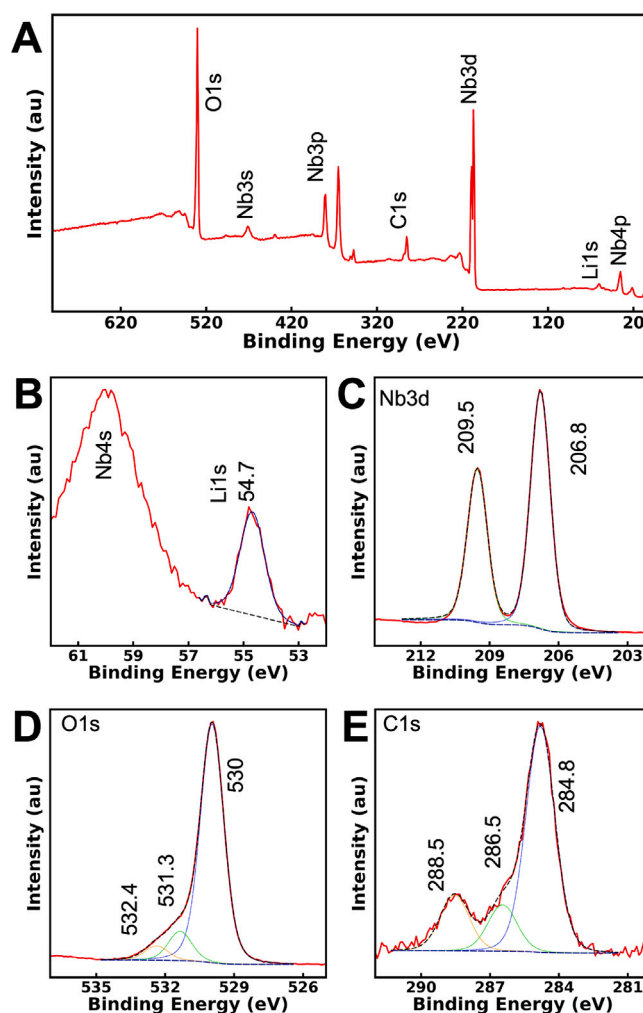 A
Intensity (au)
O1s
Nb3s
Nb3p
C1s
Nb3d
Li1s
Nb4p
620 520 420 320 220 120 20
Binding Energy (eV)
B
Intensity (au)
Nb4s
Li1s
54.7
61 59 57 55 53
Binding Energy (eV)
C
Nb3d
Intensity (au)
209.5
206.8
212 209 206 203
Binding Energy (eV)
D
O1s
Intensity (au)
532.4
531.3
530
535 532 529 526
Binding Energy (eV)
E
C1s
Intensity (au)
288.5
286.5
284.8
290 287 284 281
Binding Energy (eV)